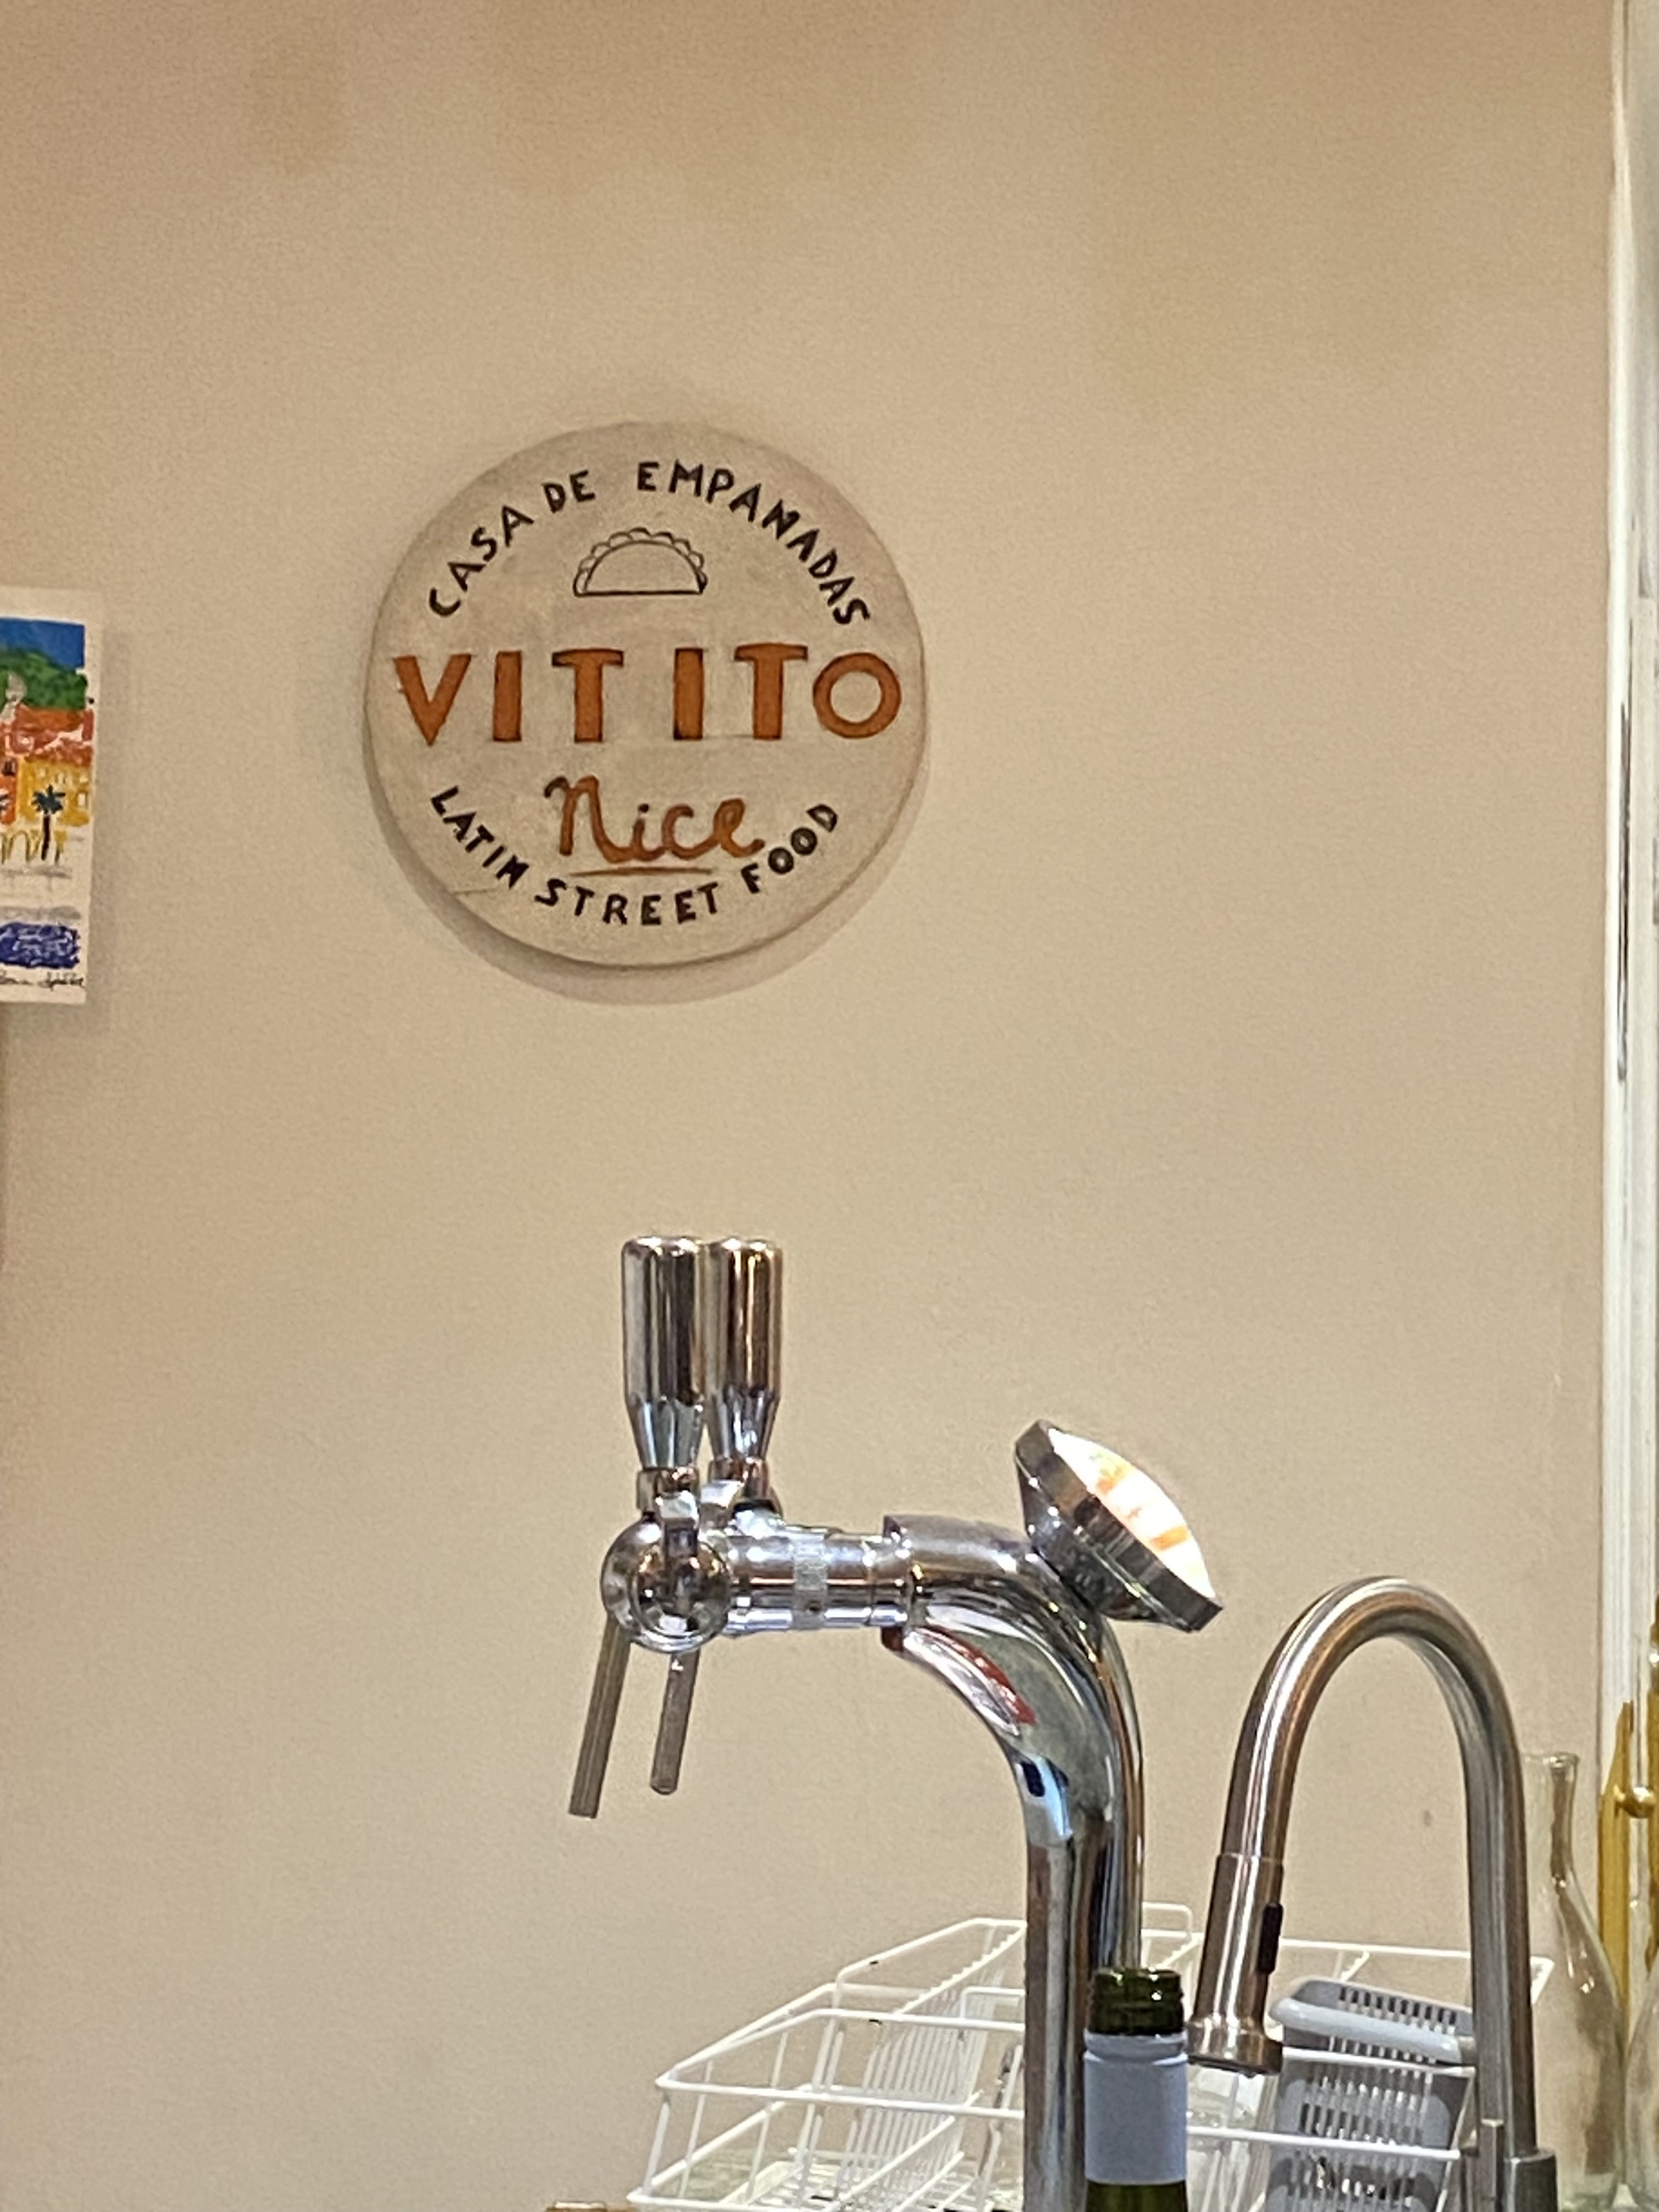 CASA DE EMPANADAS
VITITO
Nice
LATIN STREET FOOD